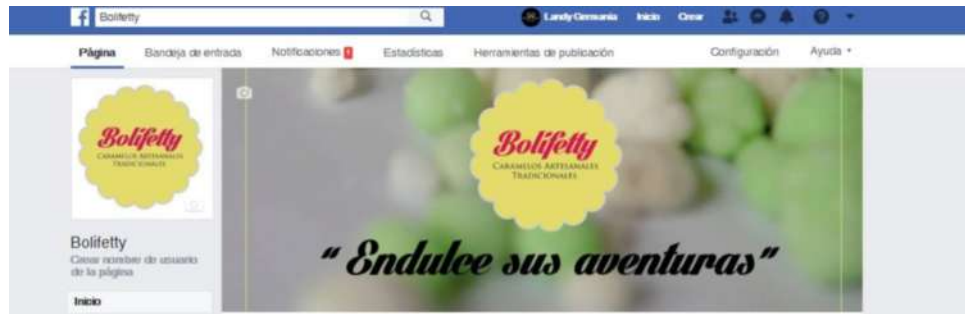 f Bolifetty Landy Germania Inicio Crear
Página Bandeja de entrada Notificaciones 1 Estadísticas Herramientas de publicación Configuración Ayuda
Bolifetty
CARAMELOS ARTESANALES
TRADICIONALES
Bolifetty
CARAMELOS ARTESANALES
TRADICIONALES
“ Endulce sus aventuras”
Bolifetty
Crear nombre de usuario
de la página
Inicio